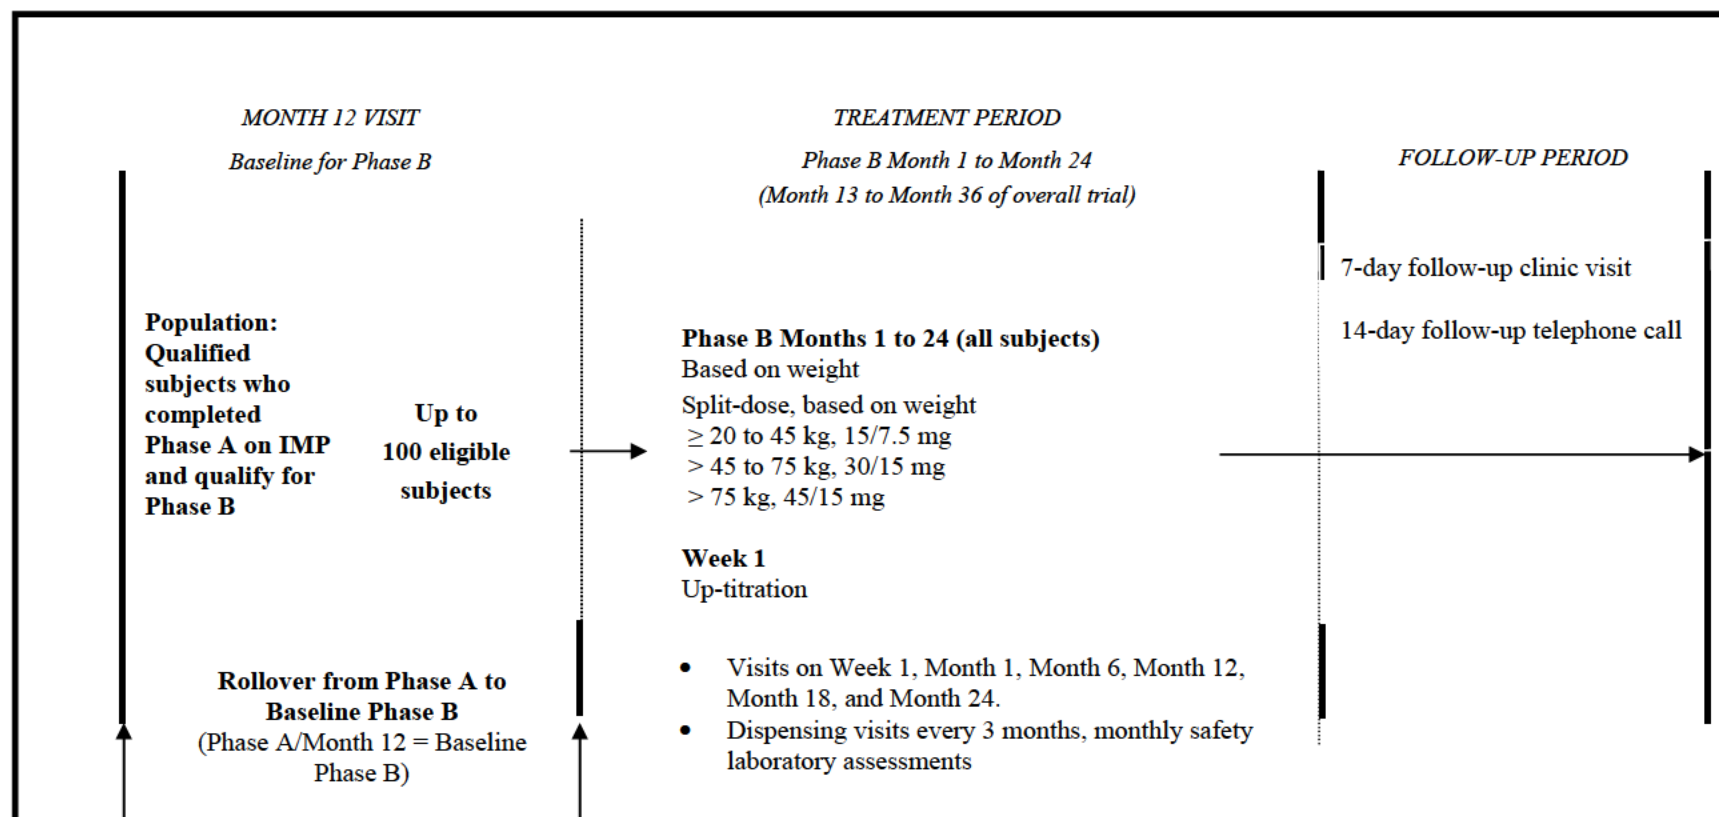 MONTH 12 VISIT
Baseline for Phase B
TREATMENT PERIOD
Phase B Month 1 to Month 24
(Month 13 to Month 36 of overall trial)
FOLLOW-UP PERIOD
Population:
Qualified
subjects who
completed
Phase A on IMP
and qualify for
Phase B
Up to
100 eligible
subjects
Rollover from Phase A to
Baseline Phase B
(Phase A/Month 12 = Baseline
Phase B)
Phase B Months 1 to 24 (all subjects)
Based on weight
Split-dose, based on weight
≥ 20 to 45 kg, 15/7.5 mg
> 45 to 75 kg, 30/15 mg
> 75 kg, 45/15 mg
Week 1
Up-titration
• Visits on Week 1, Month 1, Month 6, Month 12,
Month 18, and Month 24.
• Dispensing visits every 3 months, monthly safety
laboratory assessments
7-day follow-up clinic visit
14-day follow-up telephone call